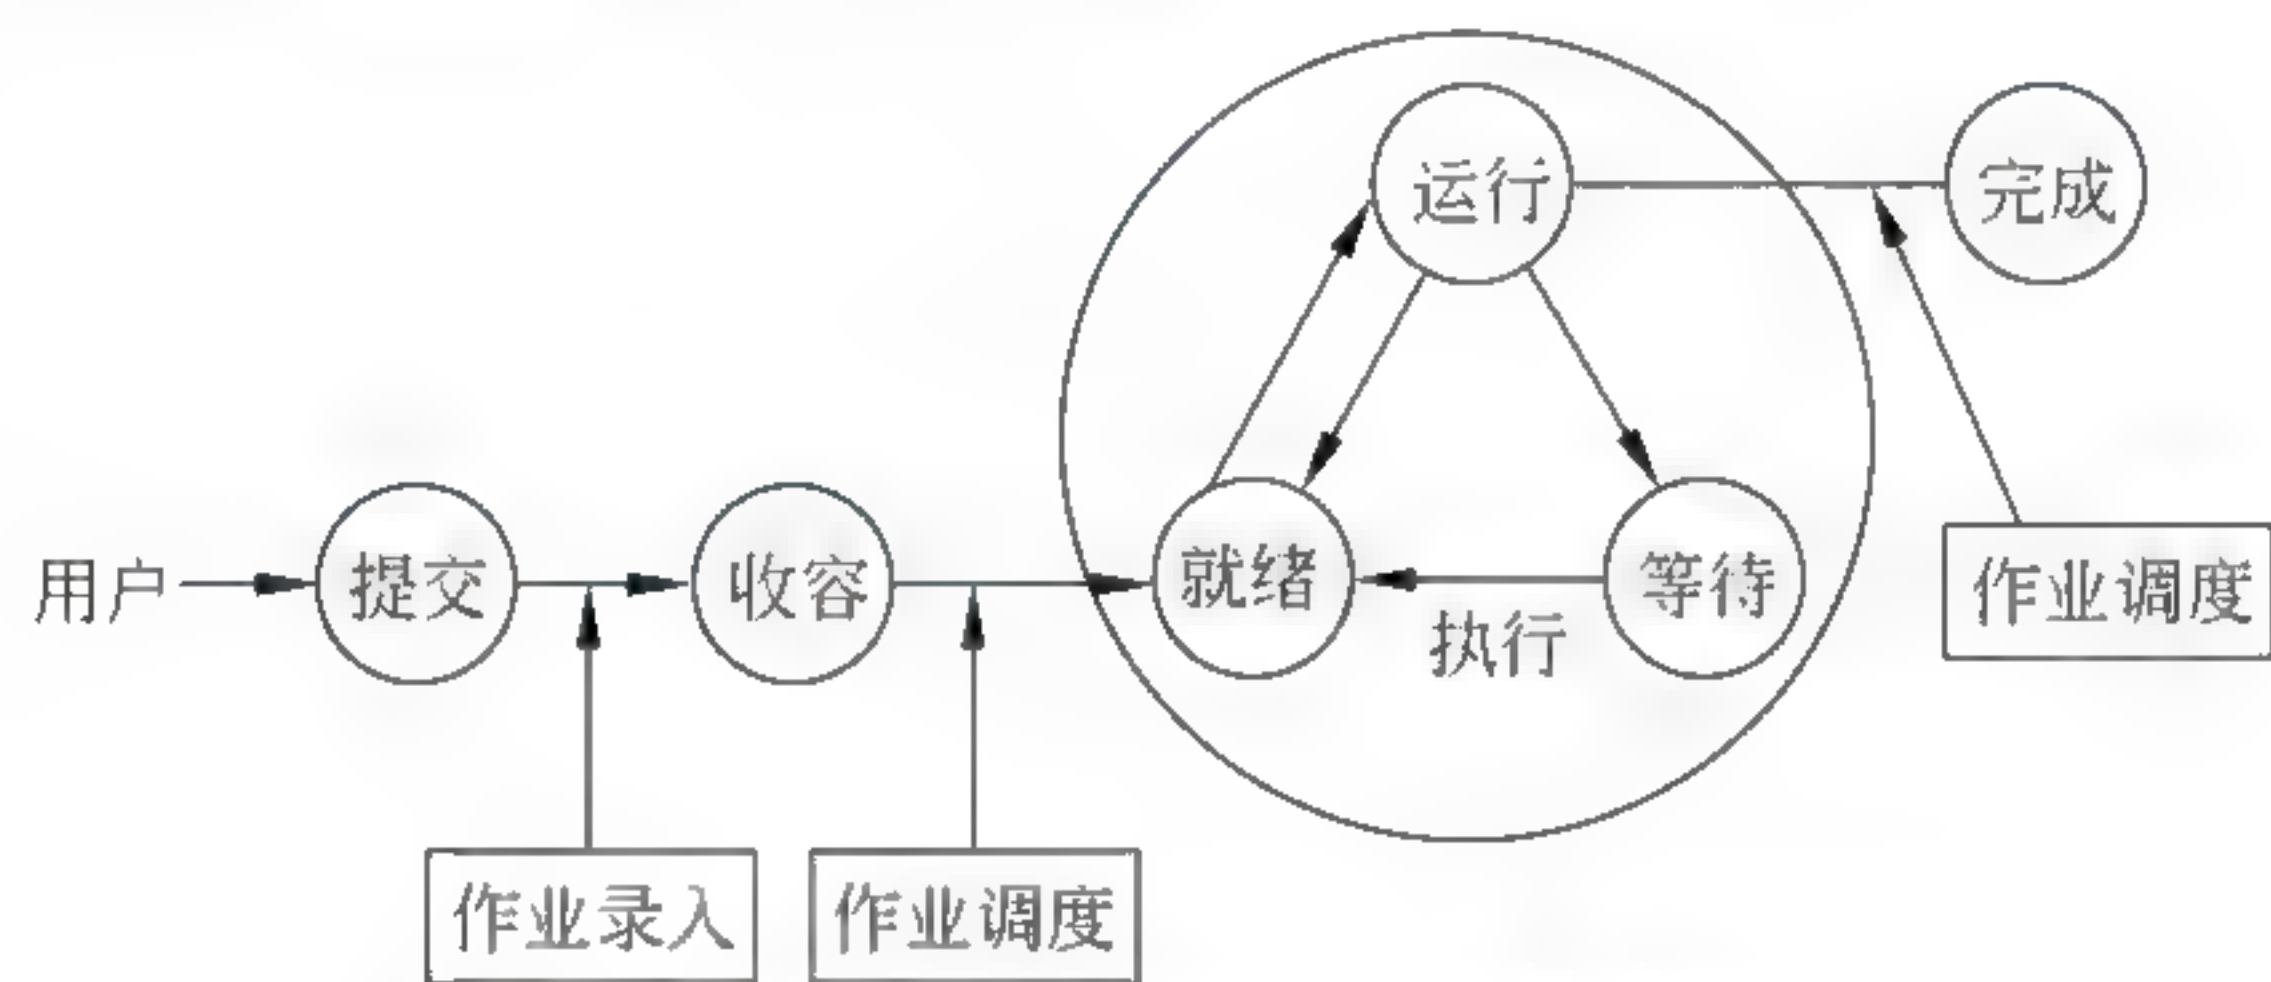 运行
完成
用户
提交
收容
就绪
等待
执行
作业调度
作业录入
作业调度